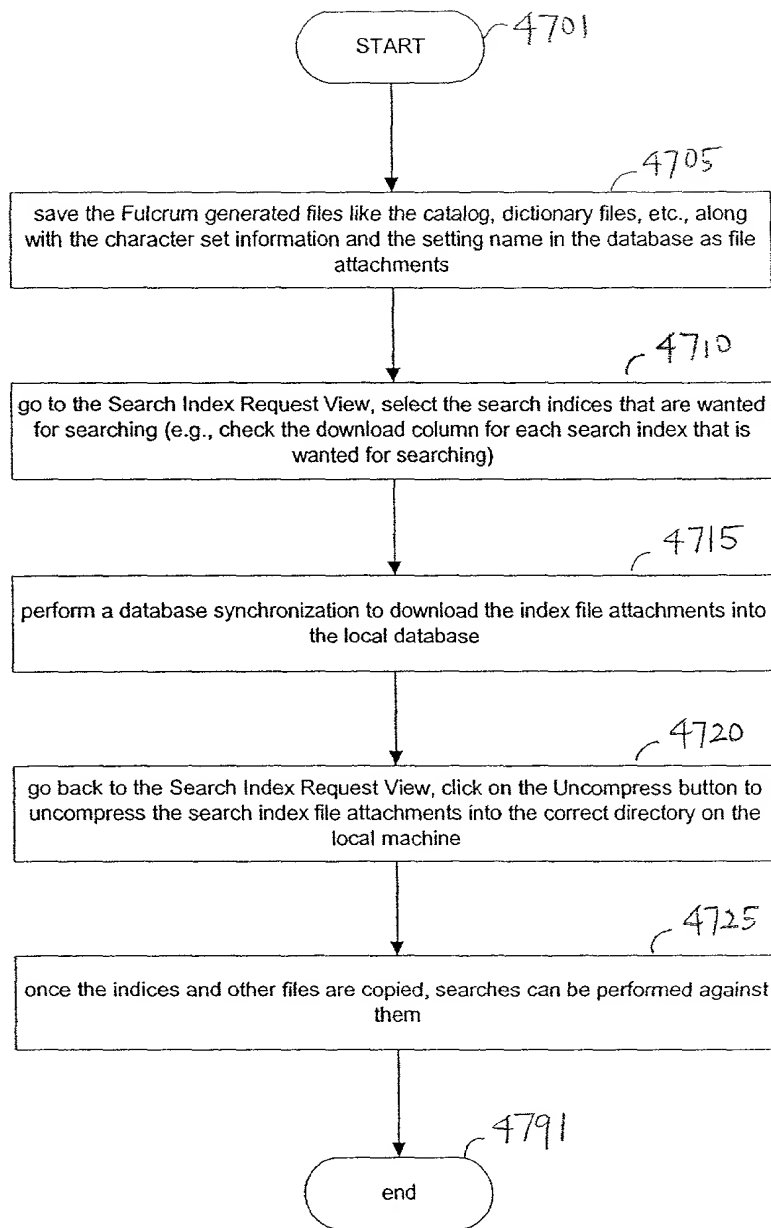 START
4701
4705
save the Fulcrum generated files like the catalog, dictionary files, etc., along
with the character set information and the setting name in the database as file
attachments
4710
go to the Search Index Request View, select the search indices that are wanted
for searching (e.g., check the download column for each search index that is
wanted for searching)
4715
perform a database synchronization to download the index file attachments into
the local database
4720
go back to the Search Index Request View, click on the Uncompress button to
uncompress the search index file attachments into the correct directory on the
local machine
4725
once the indices and other files are copied, searches can be performed against
them
4791
end